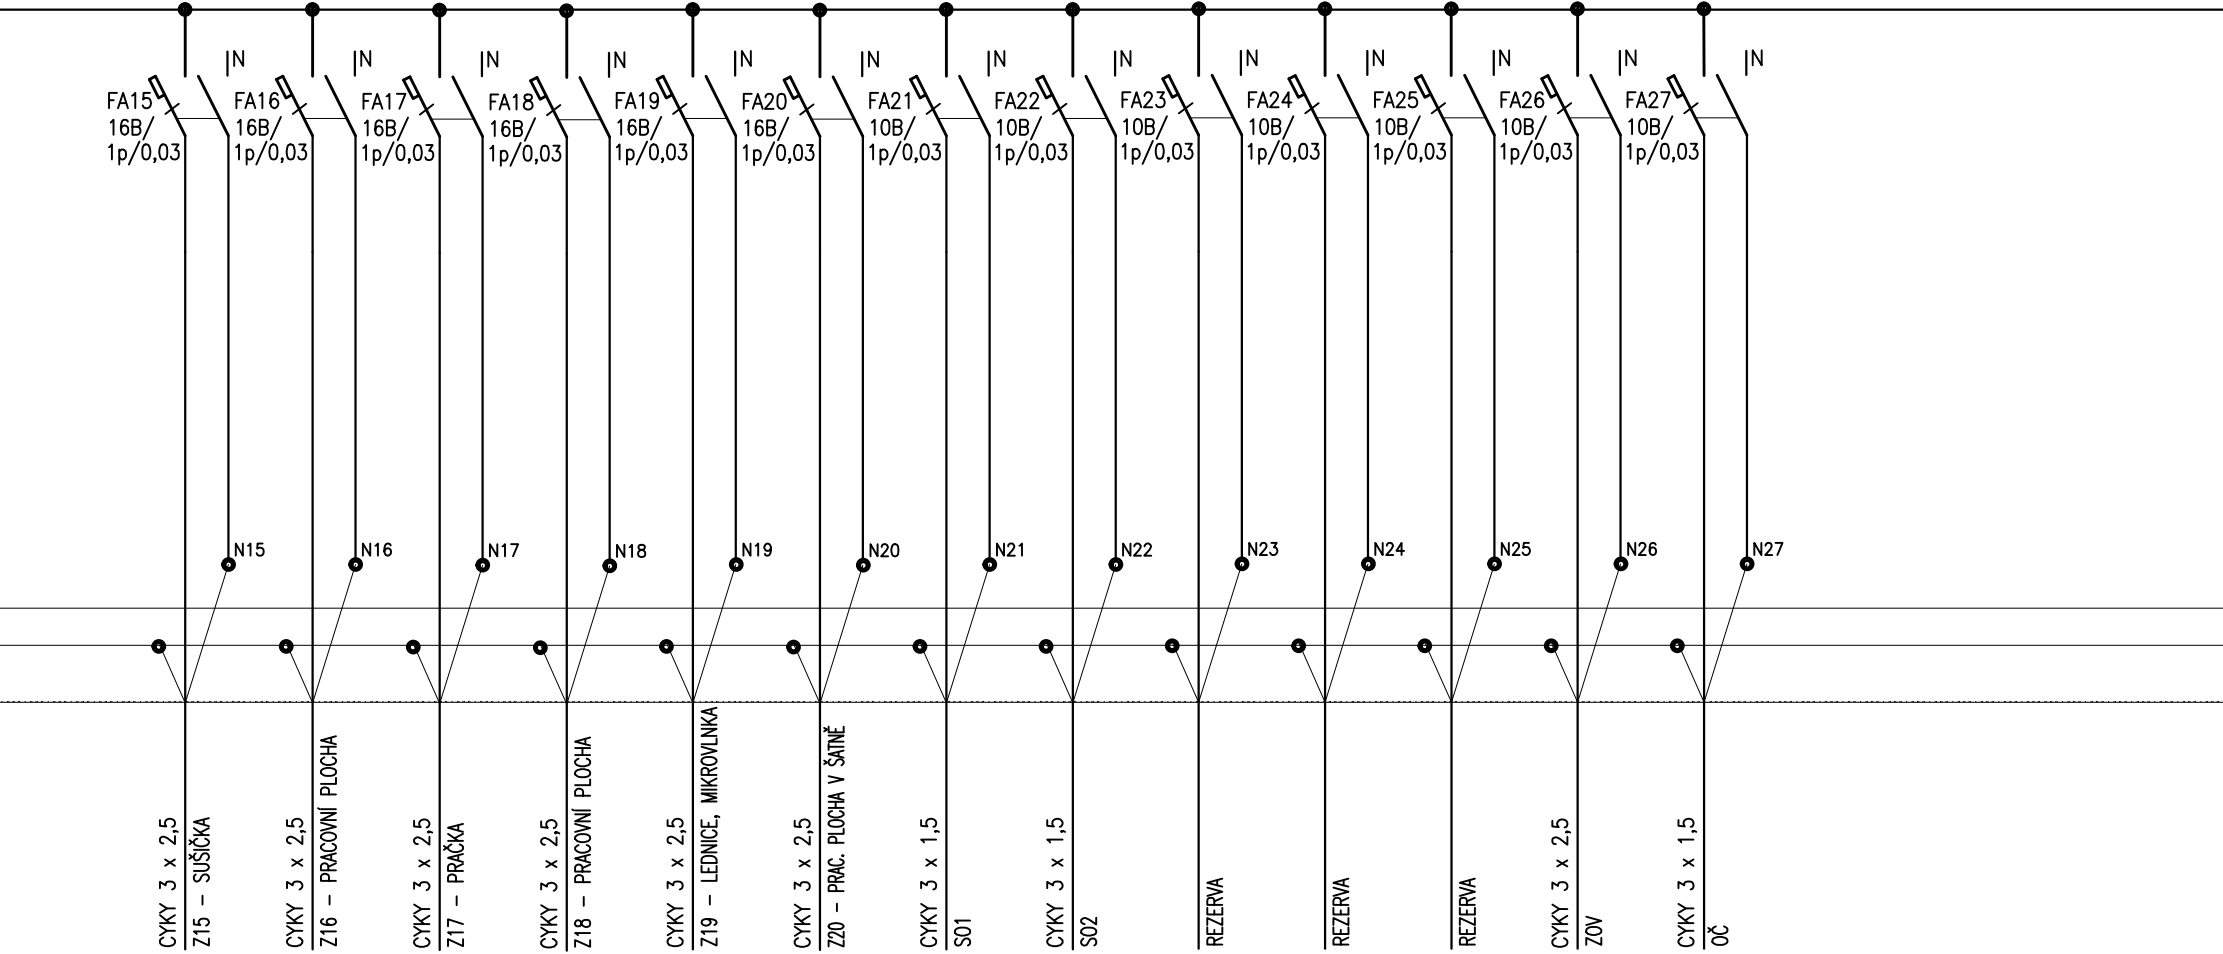 N
N
N
N
N
N
N
N
N
N
N
N
N
FA15
16B/
1p/0,03
FA16
16B/
1p/0,03
FA17
16B/
1p/0,03
FA18
16B/
1p/0,03
FA19
16B/
1p/0,03
FA20
16B/
1p/0,03
FA21
10B/
1p/0,03
FA22
10B/
1p/0,03
FA23
10B/
1p/0,03
FA24
10B/
1p/0,03
FA25
10B/
1p/0,03
FA26
10B/
1p/0,03
FA27
10B/
1p/0,03
N15
N16
N17
N18
N19
N20
N21
N22
N23
N24
N25
N26
N27
CYKY 3 x 2,5
Z15 - SUŠIČKA
CYKY 3 x 2,5
Z16 - PRACOVNÍ PLOCHA
CYKY 3 x 2,5
Z17 - PRAČKA
CYKY 3 x 2,5
Z18 - PRACOVNÍ PLOCHA
CYKY 3 x 2,5
Z19 - LEDNICE, MIKROVLNKA
CYKY 3 x 2,5
Z20 - PRAC. PLOCHA V ŠATNĚ
CYKY 3 x 1,5
SO1
CYKY 3 x 1,5
SO2
REZERVA
REZERVA
REZERVA
CYKY 3 x 2,5
ZOV
CYKY 3 x 1,5
OČ